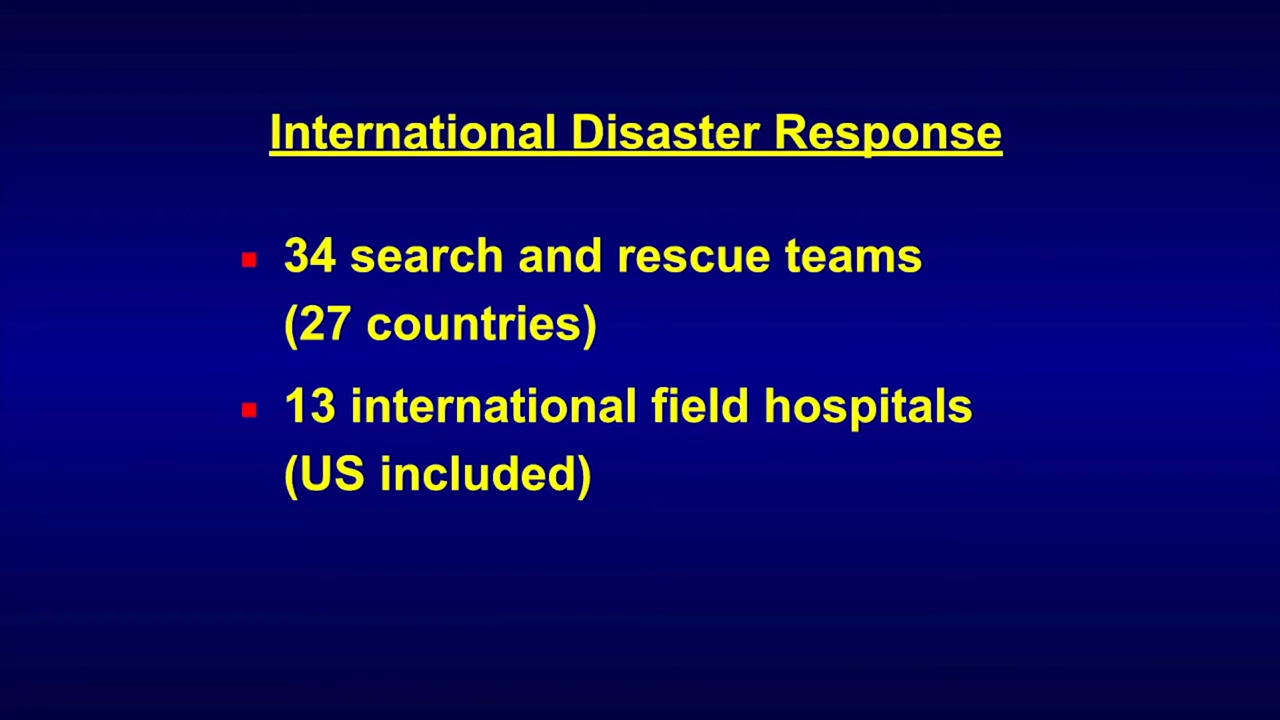 International Disaster Response
34 search and rescue teams
(27 countries)
13 international field hospitals
(US included)